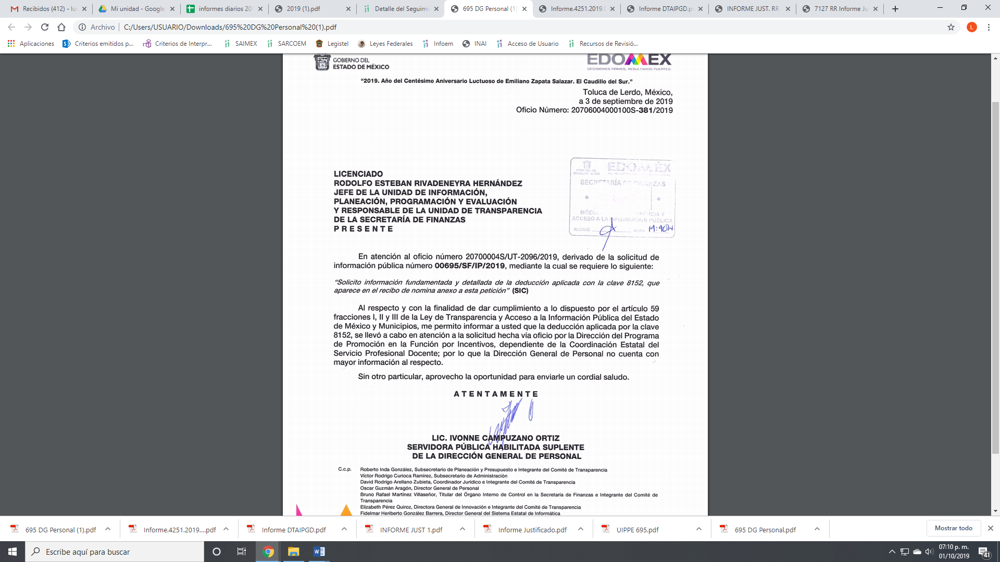 Recibidos (412) - lui
Mi unidad - Google
informes diarios 201
2019 (1).pdf
Detalle del Seguimie
695 DG Personal (1)
Informe.4251.2019.
Informe DTAIPGD.p
INFORME JUST. RR
7127 RR Informe Ju
Archivo
C:/Users/USUARIO/Downloads/695%20DG%20Personal%20(1).pdf
L
Aplicaciones
Criterios emitidos p...
Criterios de Interpr...
SAIMEX
SARCOEM
Legistel
Leyes Federales
Infoem
INAI
Acceso de Usuario
Recursos de Revisió...
GOBIERNO DEL
ESTADO DE MÉXICO
EDOMEX
DECISIONES FIRMES, RESULTADOS FUERTES.
“2019. Año del Centésimo Aniversario Luctuoso de Emiliano Zapata Salazar. El Caudillo del Sur.”
Toluca de Lerdo, México,
a 3 de septiembre de 2019
Oficio Número: 20706004000100S-381/2019
LICENCIADO
RODOLFO ESTEBAN RIVADENEYRA HERNÁNDEZ
JEFE DE LA UNIDAD DE INFORMACIÓN,
PLANEACIÓN, PROGRAMACIÓN Y EVALUACIÓN
Y RESPONSABLE DE LA UNIDAD DE TRANSPARENCIA
DE LA SECRETARÍA DE FINANZAS
P R E S E N T E
EDOMÉX
SECRETARÍA DE FINANZAS
ACCESO A LA INFORMACIÓN PÚBLICA
RECIBIÓ: HORA
En atención al oficio número 20700004S/UT-2096/2019, derivado de la solicitud de
información pública número 00695/SF/IP/2019, mediante la cual se requiere lo siguiente:
“Solicito información fundamentada y detallada de la deducción aplicada con la clave 8152, que
aparece en el recibo de nomina anexo a esta petición” (SIC)
Al respecto y con la finalidad de dar cumplimiento a lo dispuesto por el artículo 59
fracciones I, II y III de la Ley de Transparencia y Acceso a la Información Pública del Estado
de México y Municipios, me permito informar a usted que la deducción aplicada por la clave
8152, se llevó a cabo en atención a la solicitud hecha vía oficio por la Dirección del Programa
de Promoción en la Función por Incentivos, dependiente de la Coordinación Estatal del
Servicio Profesional Docente; por lo que la Dirección General de Personal no cuenta con
mayor información al respecto.
Sin otro particular, aprovecho la oportunidad para enviarle un cordial saludo.
A T E N T A M E N T E
LIC. IVONNE CAMPUZANO ORTIZ
SERVIDORA PÚBLICA HABILITADA SUPLENTE
DE LA DIRECCIÓN GENERAL DE PERSONAL
C.c.p. Roberto Inda González, Subsecretario de Planeación y Presupuesto e Integrante del Comité de Transparencia
Víctor Rodrigo Curioca Ramírez, Subsecretario de Administración
David Rodrigo Arellano Zubieta, Coordinador Jurídico e Integrante del Comité de Transparencia
Oscar Guzmán Aragón, Director General de Personal
Bruno Rafael Martínez Villaseñor, Titular del Órgano Interno de Control en la Secretaría de Finanzas e Integrante del Comité de
Transparencia
Elizabeth Pérez Quiroz, Directora General de Innovación e Integrante del Comité de Transparencia
Fidelmar Heriberto González Barrera, Director General del Sistema Estatal de Informática
695 DG Personal (1).pdf
Informe.4251.2019....pdf
Informe DTAIPGD.pdf
INFORME JUST 1.pdf
Informe Justificado.pdf
UIPPE 695.pdf
695 DG Personal.pdf
Mostrar todo
Escribe aquí para buscar
07:10 p. m.
01/10/2019
41